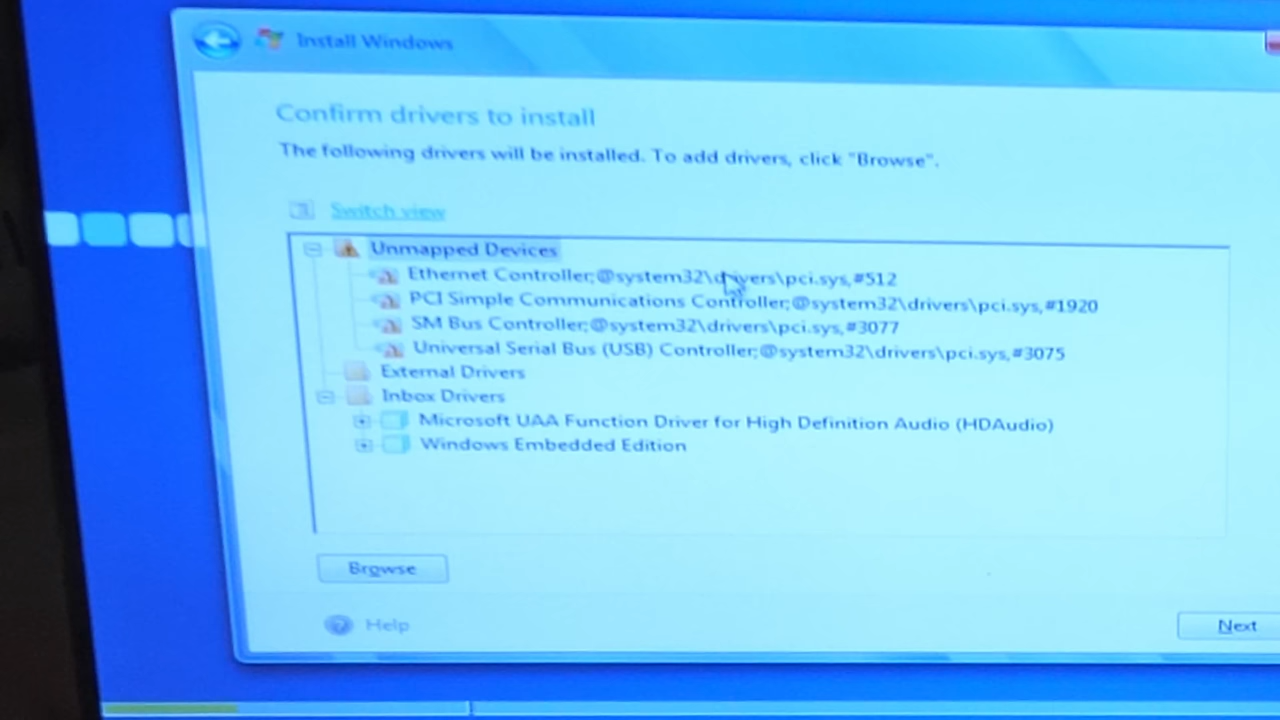 Install Windows
Confirm drivers to install
The following drivers will be installed. To add drivers, click "Browse".
Switch view
Unmapped Devices
Ethernet Controller;@system32\drivers\pci.sys,#512
PCI Simple Communications Controller;@system32\drivers\pci.sys,#1920
SM Bus Controller;@system32\drivers\pci.sys,#3077
Universal Serial Bus (USB) Controller;@system32\drivers\pci.sys,#3075
External Drivers
Inbox Drivers
Microsoft UAA Function Driver for High Definition Audio (HDAudio)
Windows Embedded Edition
Browse
Help
Next